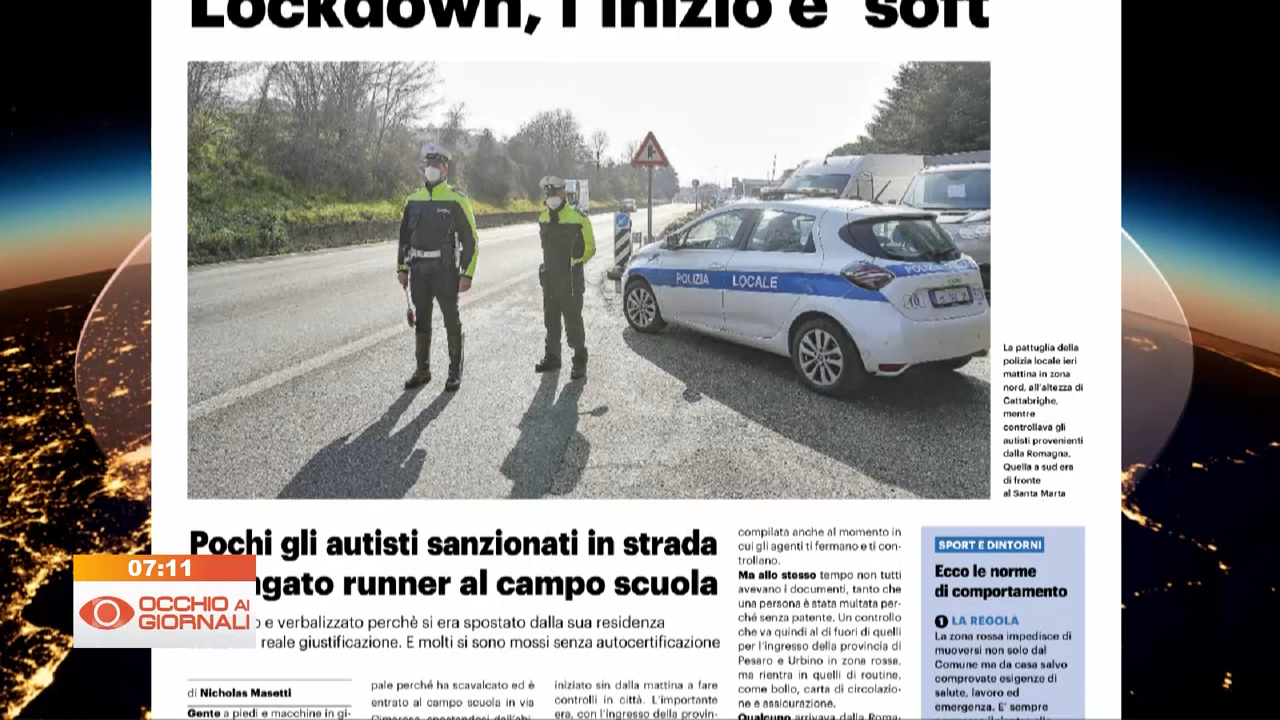 Lockdown, l'inizio è "soft
POLIZIA LOCALE
La pattuglia della
polizia locale ieri
mattina in zona
nord, all'altezza di
Cattabrighe,
mentre
controllava gli
autisti provenienti
dalla Romagna.
Quella a sud era
di fronte
al Santa Marta
Pochi gli autisti sanzionati in strada
runner al campo scuola
e verbalizzato perchè si era spostato dalla sua residenza
reale giustificazione. E molti si sono mossi senza autocertificazione
di Nicholas Masetti
Gente a piedi e macchine in gi-
pale perché ha scavalcato ed è
entrato al campo scuola in via
iniziato sin dalla mattina a fare
controlli in città. L'importante
era, con l'ingresso della provin-
compilata anche al momento in
cui gli agenti ti fermano e ti con-
trollano.
Ma allo stesso tempo non tutti
avevano i documenti, tanto che
una persona è stata multata per-
ché senza patente. Un controllo
che va quindi al di fuori di quelli
per l'ingresso della provincia di
Pesaro e Urbino in zona rossa,
ma rientra in quelli di routine,
come bollo, carta di circolazio-
ne e assicurazione.
Qualcuno arrivava dalla Roma-
SPORT E DINTORNI
Ecco le norme
di comportamento
1 LA REGOLA
La zona rossa impedisce di
muoversi non solo dal
Comune ma da casa salvo
comprovate esigenze di
salute, lavoro ed
emergenza. E' sempre
07:11
OCCHIO AI
GIORNALI